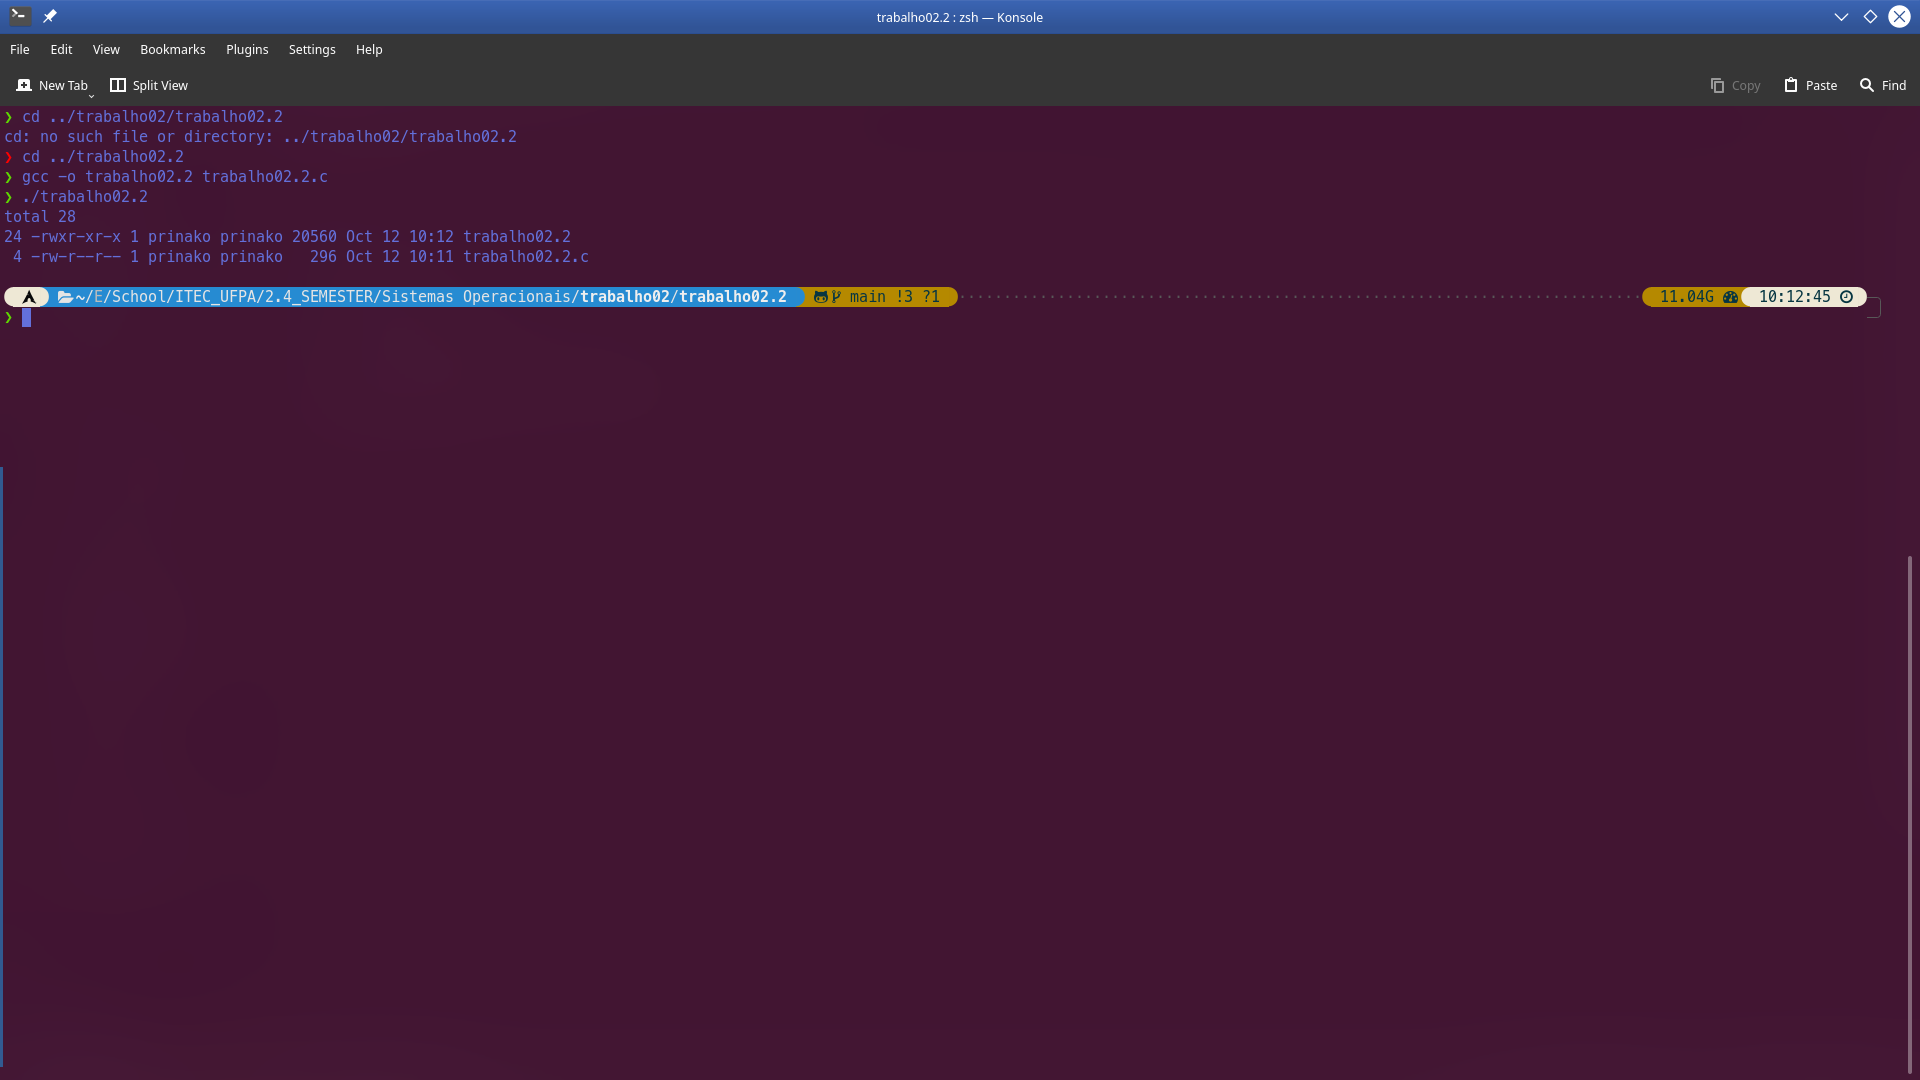 trabalho02.2 : zsh — Konsole
File Edit View Bookmarks Plugins Settings Help
New Tab Split View Copy Paste Find
❯ cd ../trabalho02/trabalho02.2
cd: no such file or directory: ../trabalho02/trabalho02.2
❯ cd ../trabalho02.2
❯ gcc -o trabalho02.2 trabalho02.2.c
❯ ./trabalho02.2
total 28
24 -rwxr-xr-x 1 prinako prinako 20560 Oct 12 10:12 trabalho02.2
 4 -rw-r--r-- 1 prinako prinako   296 Oct 12 10:11 trabalho02.2.c
~/E/School/ITEC_UFPA/2.4_SEMESTER/Sistemas Operacionais/trabalho02/trabalho02.2 main !3 ?1 11.04G 10:12:45
❯